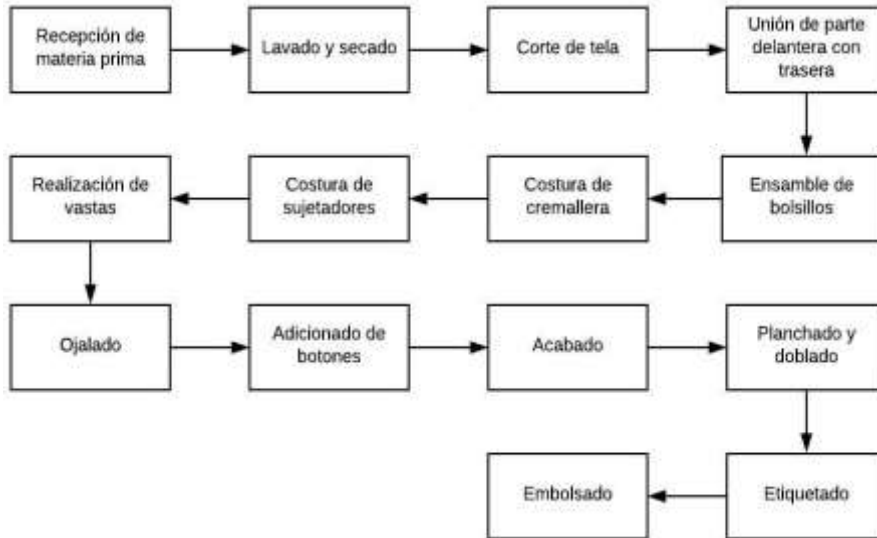 Recepción de
materia prima
Lavado y secado
Corte de tela
Unión de parte
delantera con
trasera
Ensamble de
bolsillos
Costura de
cremallera
Costura de
sujetadores
Realización de
vastas
Ojalado
Adicionado de
botones
Acabado
Planchado y
doblado
Etiquetado
Embolsado